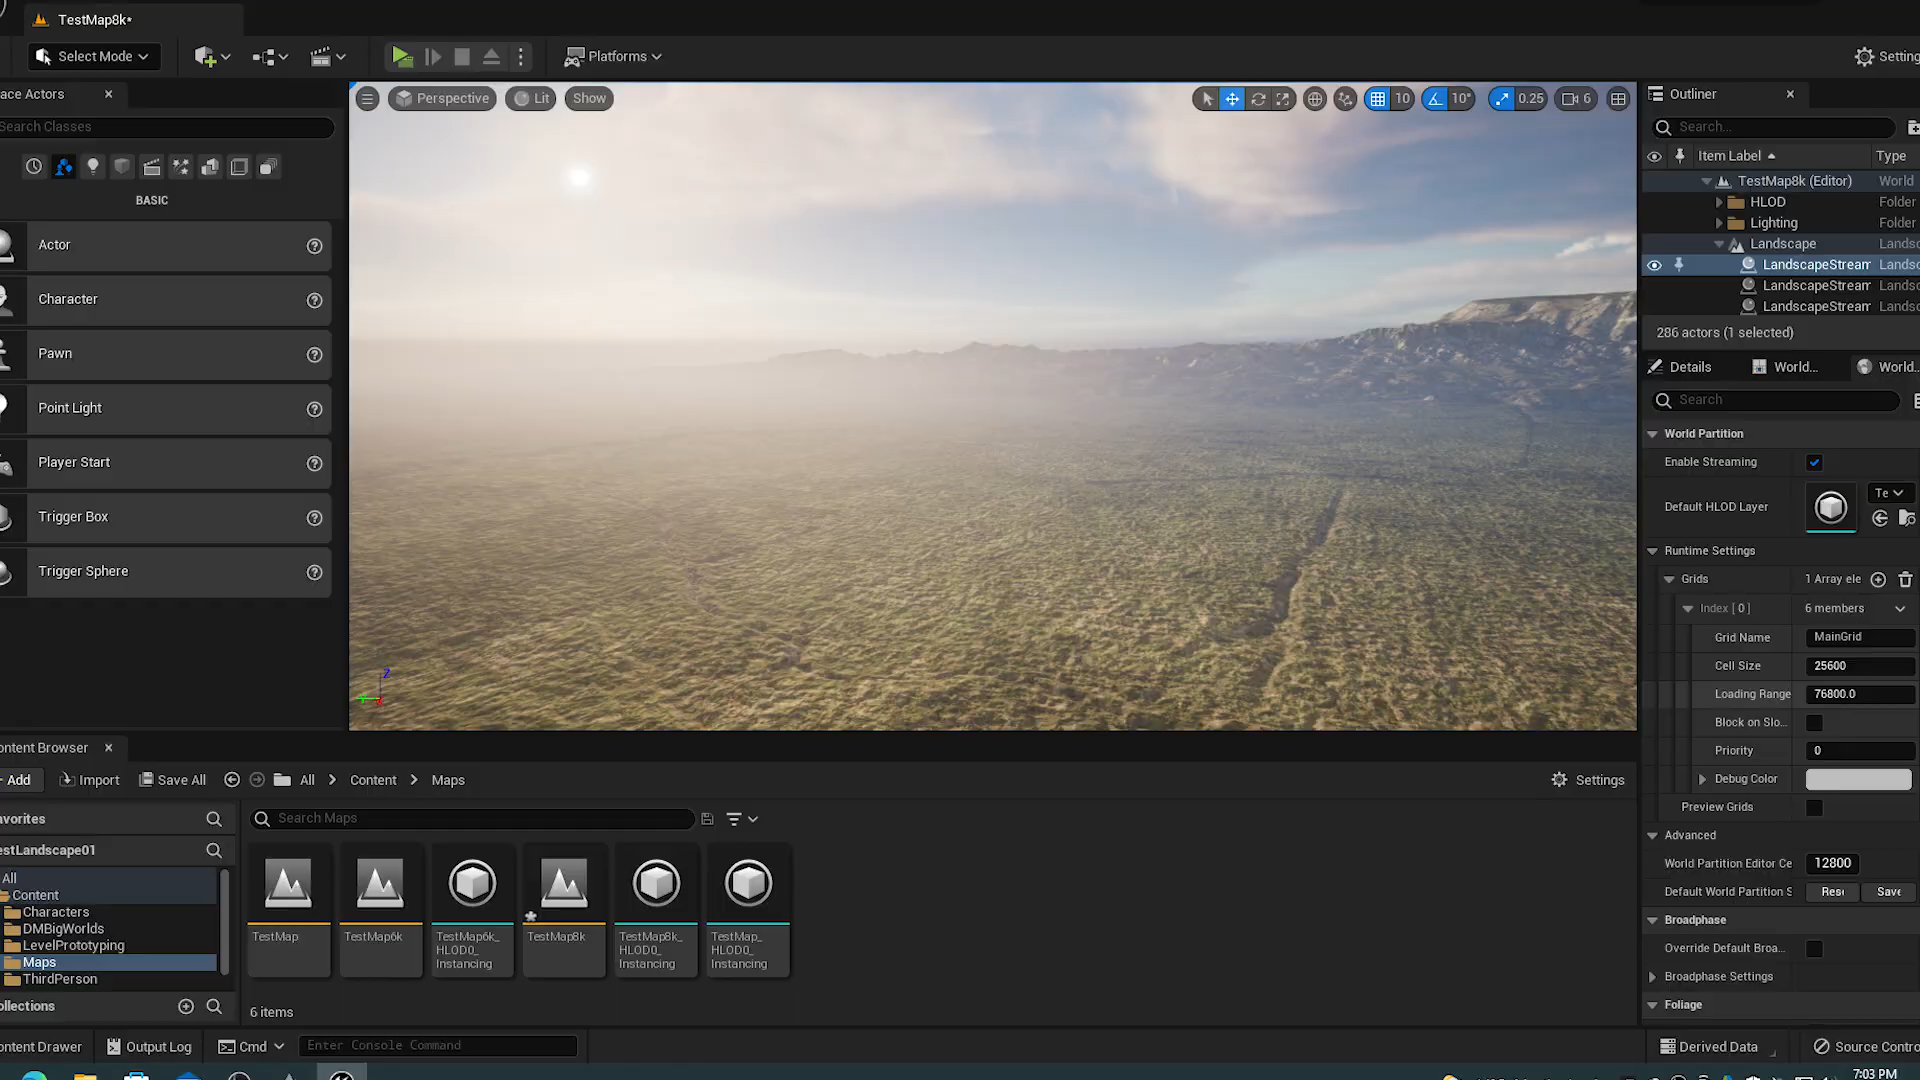 TestMap8k*
Select Mode
Platforms
Setting
ace Actors
Search Classes
BASIC
Actor
Character
Pawn
Point Light
Player Start
Trigger Box
Trigger Sphere
Perspective
Lit
Show
10
10°
0.25
6
Z
Outliner
Search...
Item Label
Type
TestMap8k (Editor)
World
HLOD
Folder
Lighting
Folder
Landscape
Landsc
LandscapeStream
Landsc
LandscapeStream
Landsc
LandscapeStream
Landsc
286 actors (1 selected)
Details
World...
World..
Search
World Partition
Enable Streaming
Default HLOD Layer
Te
Runtime Settings
Grids
1 Array ele
Index [ 0 ]
6 members
Grid Name
MainGrid
Cell Size
25600
Loading Range
76800.0
Block on Slo...
Priority
0
Debug Color
Preview Grids
Advanced
World Partition Editor Ce
12800
Default World Partition S
Rese
Save
Broadphase
Override Default Broa...
Broadphase Settings
Foliage
ontent Browser
Add
Import
Save All
All
Content
Maps
Settings
avorites
estLandscape01
All
Content
Characters
DMBigWorlds
LevelPrototyping
Maps
ThirdPerson
ollections
Search Maps
TestMap
TestMap6k
TestMap6k_
HLOD0_
Instancing
TestMap8k
TestMap8k_
HLOD0_
Instancing
TestMap_
HLOD0_
Instancing
6 items
ontent Drawer
Output Log
Cmd
Enter Console Command
Derived Data
Source Contro
7:03 PM